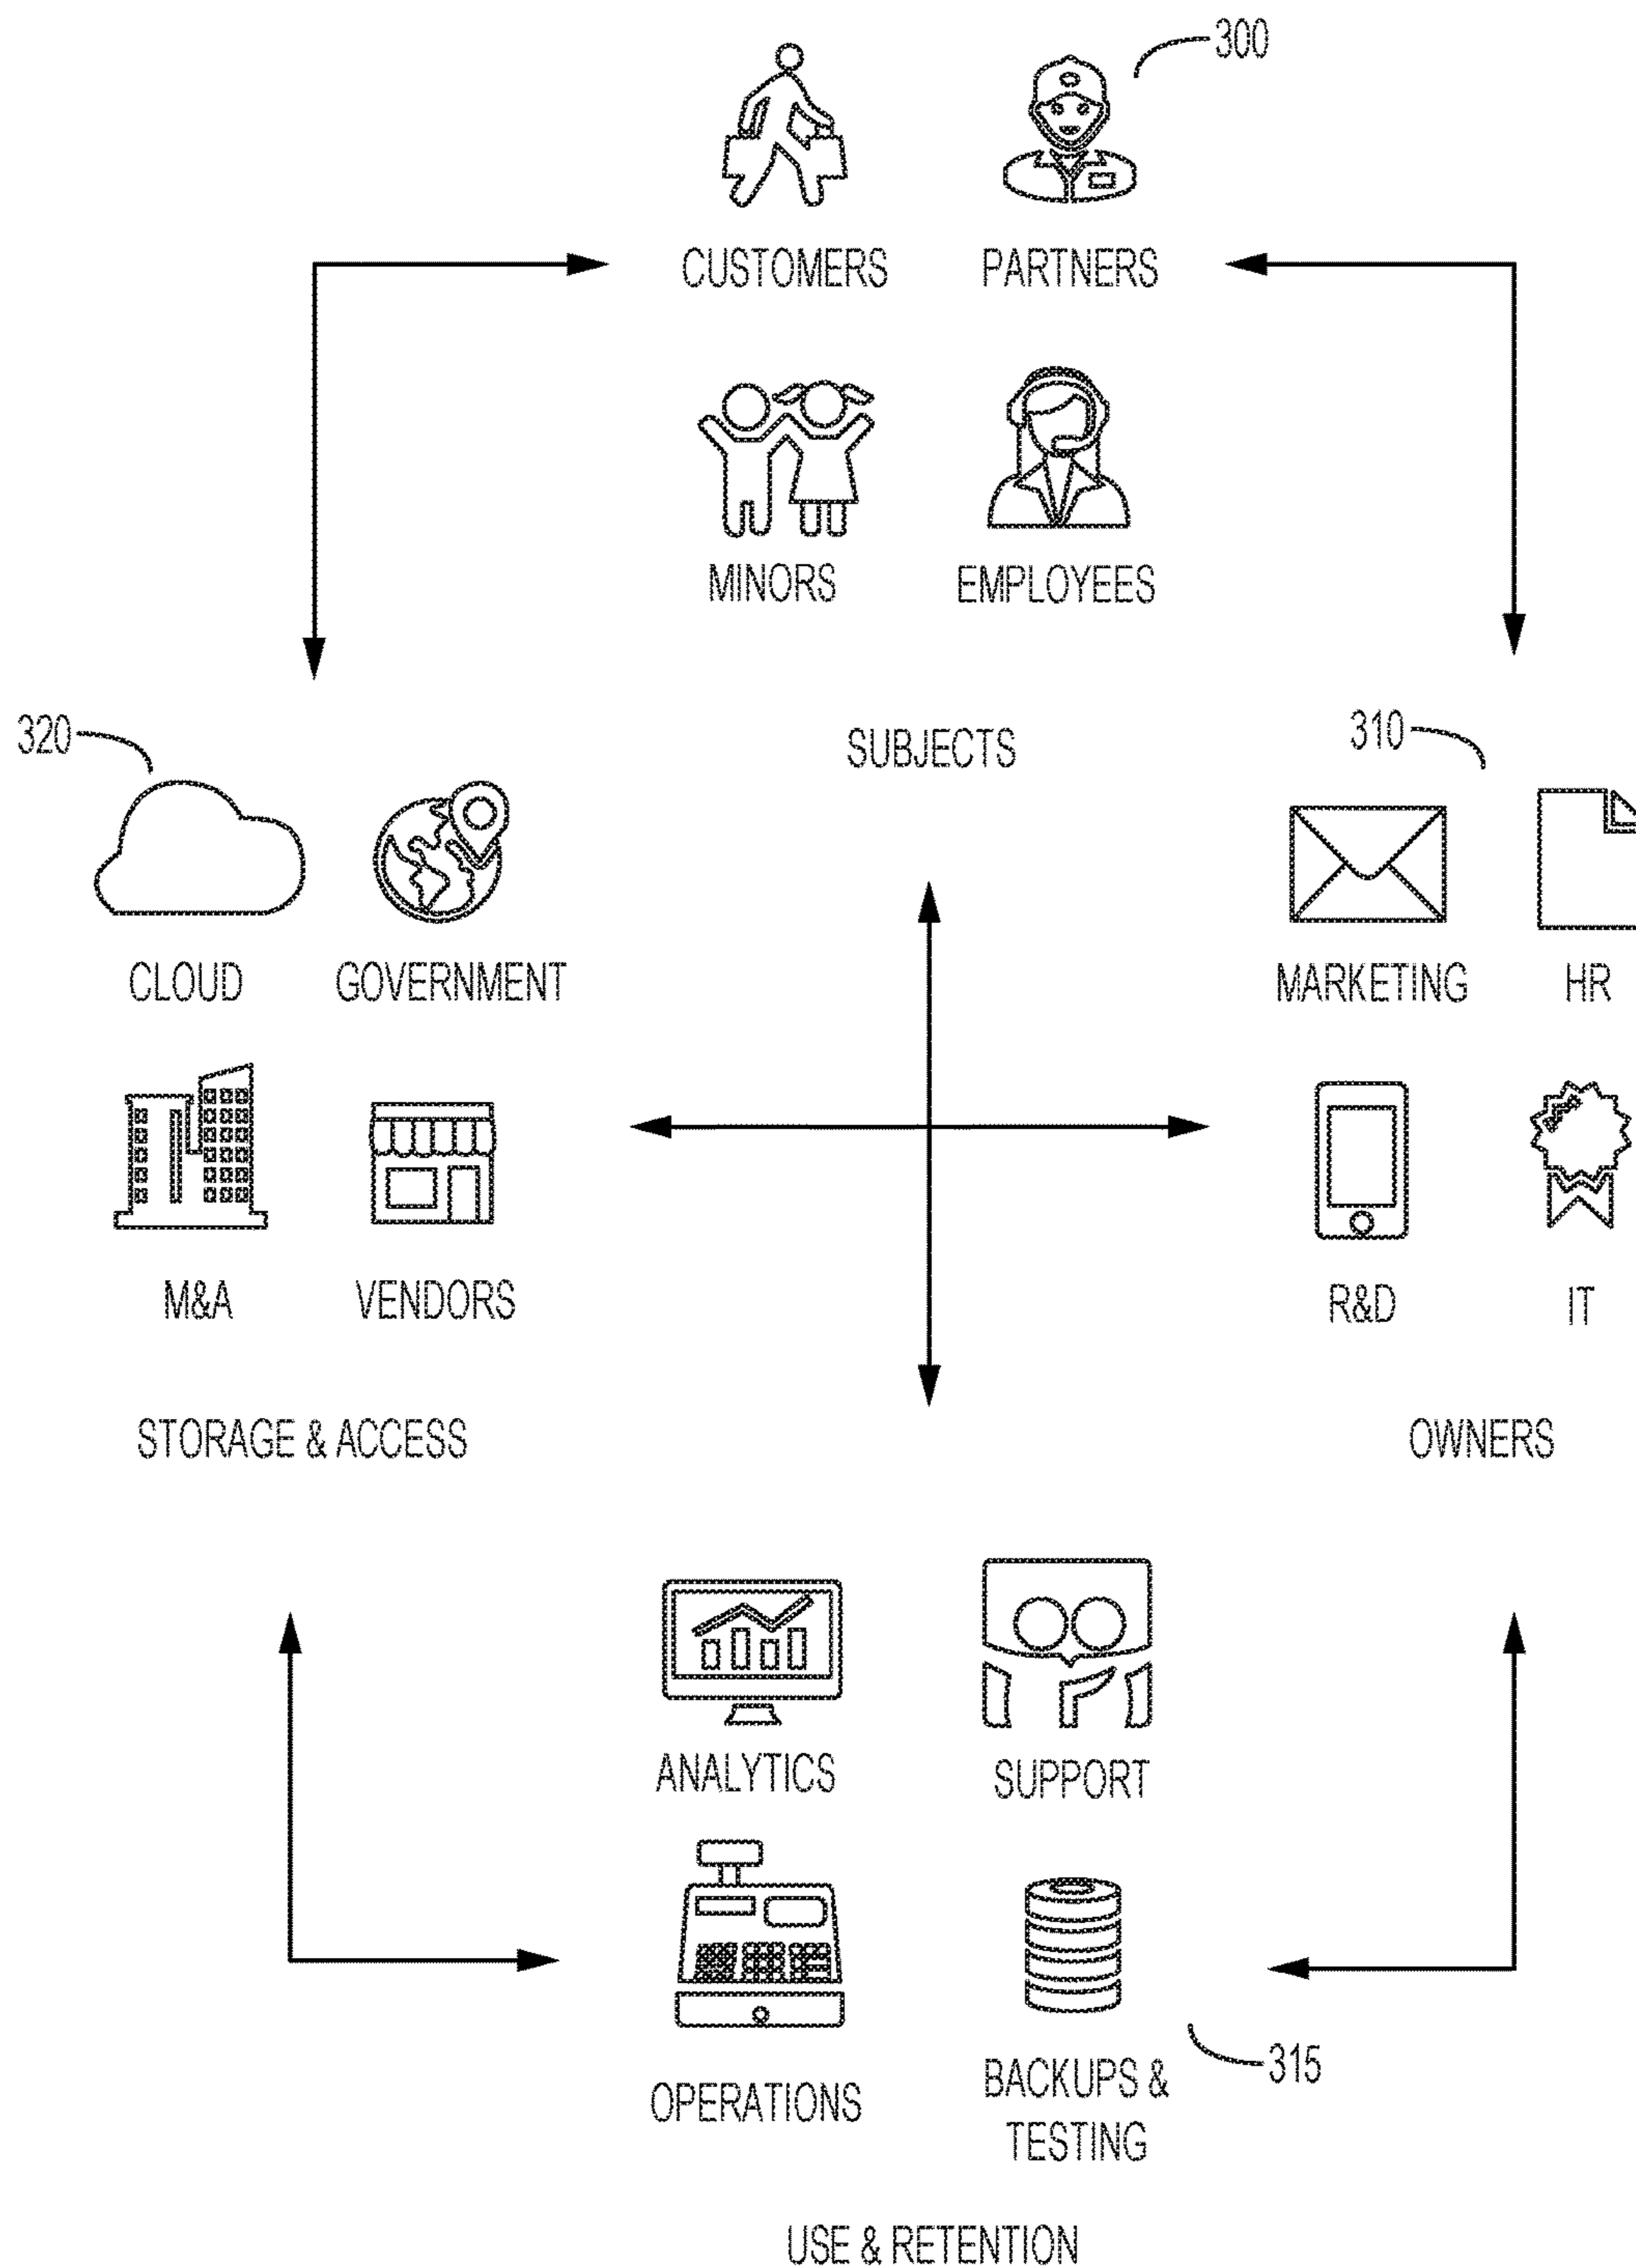 300
CUSTOMERS PARTNERS
MINORS EMPLOYEES
320
SUBJECTS
310
CLOUD GOVERNMENT
MARKETING HR
M&A VENDORS
R&D IT
STORAGE & ACCESS
OWNERS
ANALYTICS SUPPORT
OPERATIONS
BACKUPS &
TESTING
315
USE & RETENTION